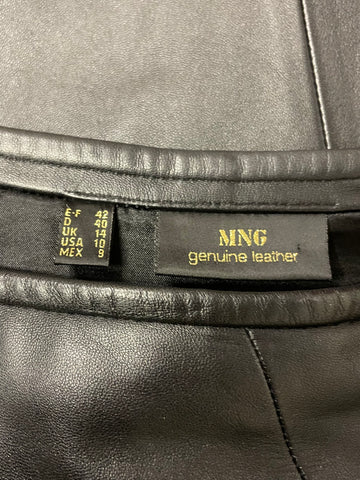 E-F 42
D 40
UK 14
USA 10
MEX 9
MNG
genuine leather